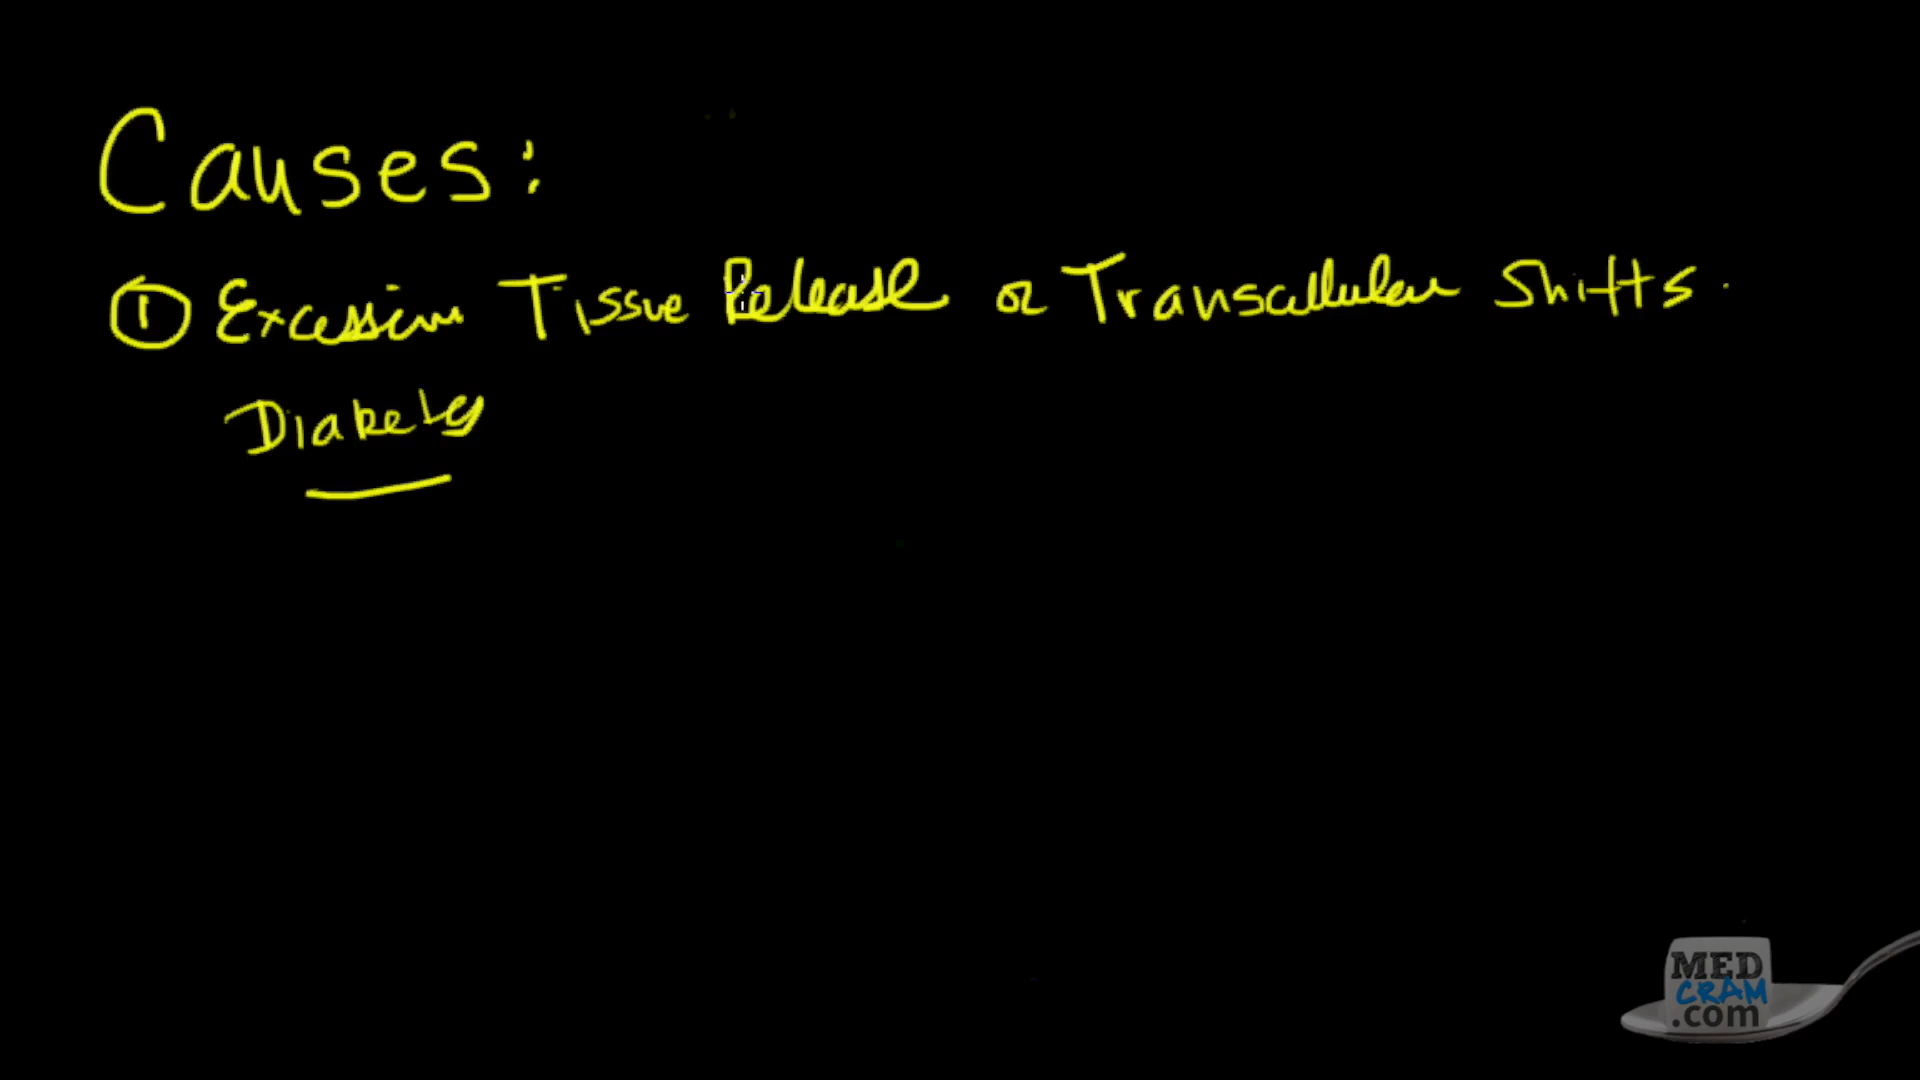 Causes:
① Excessive Tissue Release or Transcellular Shifts.
Diabetes
MED
CRAM
.com